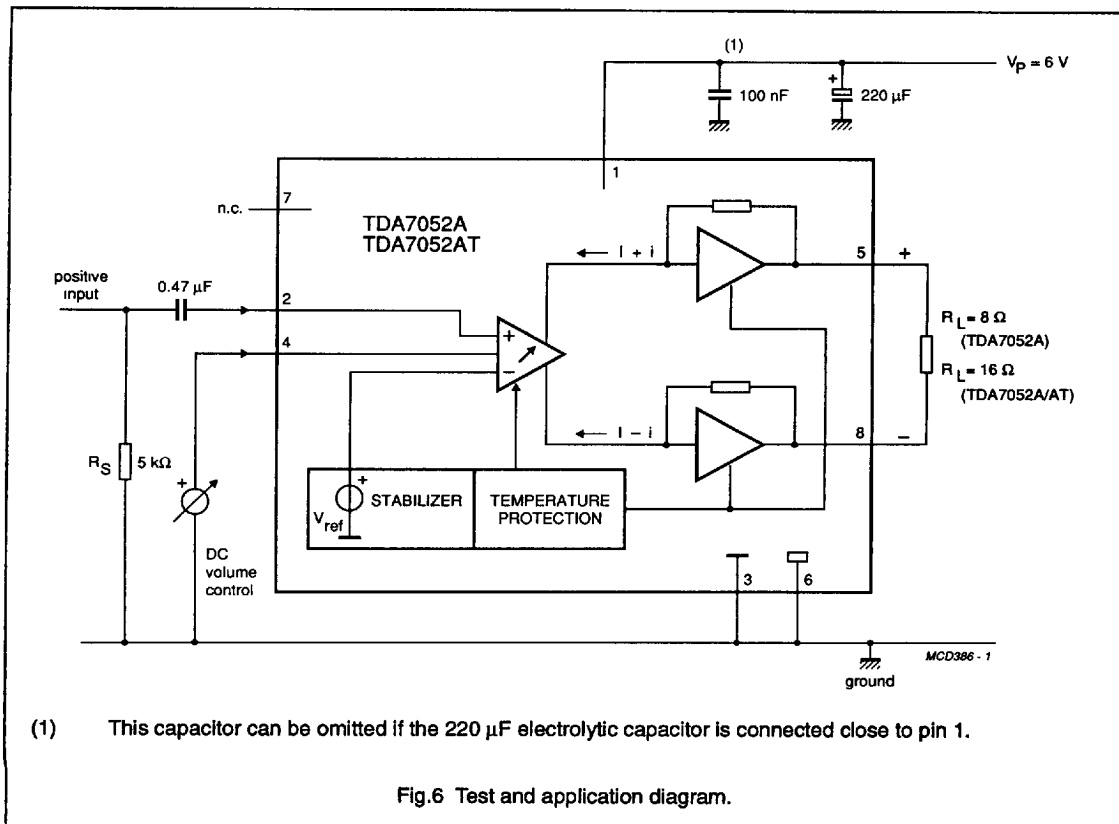 (1)
V_P = 6 V
+
100 nF
220 µF
1
7
n.c.
TDA7052A
TDA7052AT
I + i
5
+
positive
input
0.47 µF
2
4
+
−
R_L = 8 Ω
(TDA7052A)
R_L = 16 Ω
(TDA7052A/AT)
I − i
8
−
R_S
5 kΩ
+
+
V_ref
STABILIZER
TEMPERATURE
PROTECTION
DC
volume
control
3
6
MCD386 - 1
ground
(1) This capacitor can be omitted if the 220 µF electrolytic capacitor is connected close to pin 1.
Fig.6 Test and application diagram.